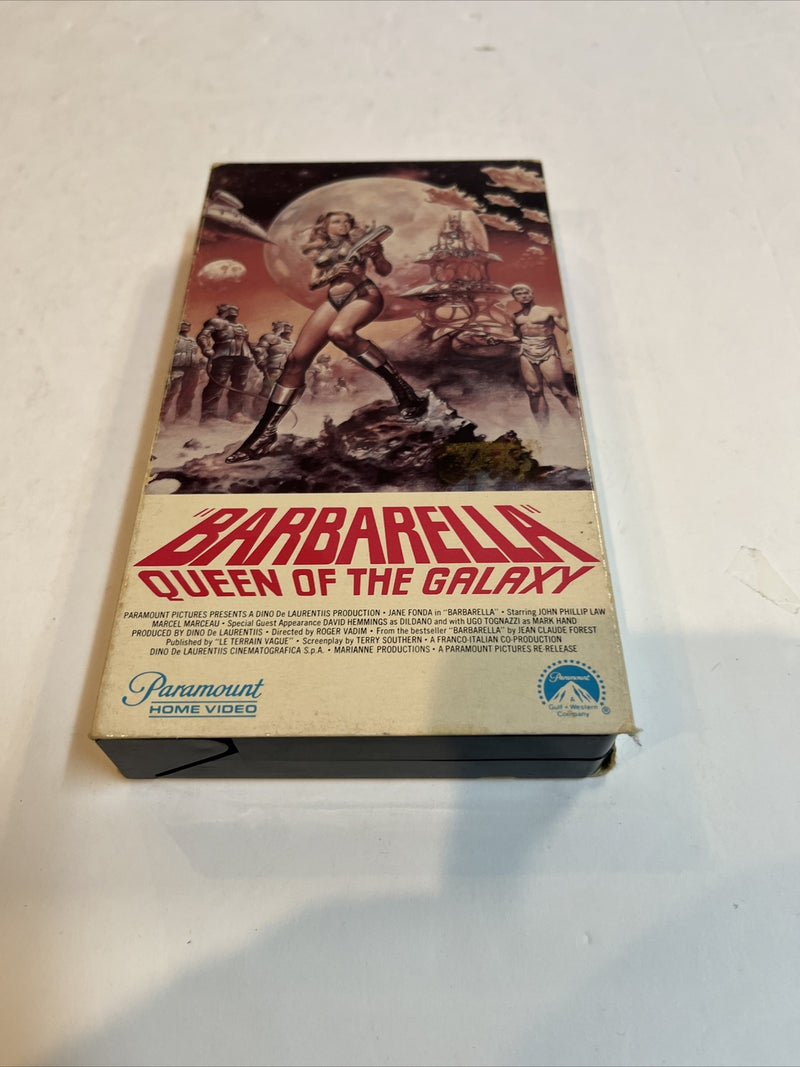 "BARBARELLA"
QUEEN OF THE GALAXY
PARAMOUNT PICTURES PRESENTS A DINO De LAURENTIIS PRODUCTION • JANE FONDA in "BARBARELLA" • Starring JOHN PHILLIP LAW
MARCEL MARCEAU • Special Guest Appearance DAVID HEMMINGS as DILDANO and with UGO TOGNAZZI as MARK HAND
PRODUCED BY DINO De LAURENTIIS • Directed by ROGER VADIM • From the bestseller "BARBARELLA" by JEAN CLAUDE FOREST
Published by "LE TERRAIN VAGUE" • Screenplay by TERRY SOUTHERN • A FRANCO-ITALIAN CO-PRODUCTION
DINO De LAURENTIIS CINEMATOGRAFICA S.p.A. • MARIANNE PRODUCTIONS • A PARAMOUNT PICTURES RE-RELEASE
Paramount
HOME VIDEO
Paramount
A
Gulf + Western
Company
®